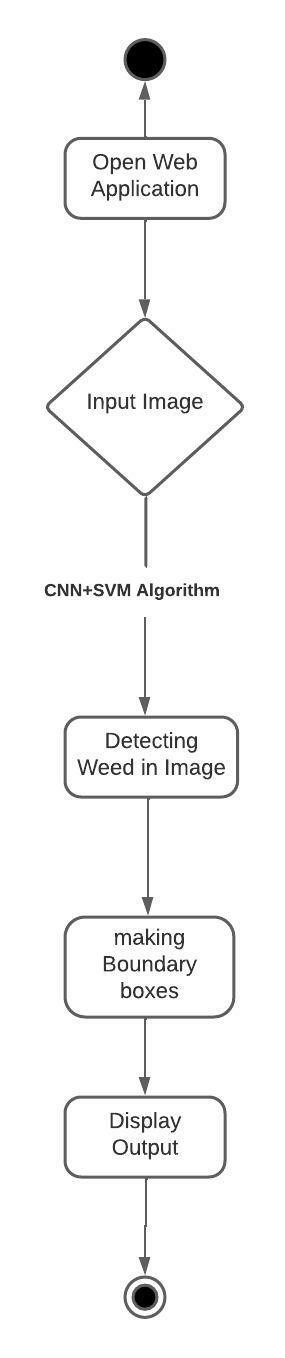 Open Web
Application
Input Image
CNN+SVM Algorithm
Detecting
Weed in Image
making
Boundary
boxes
Display
Output